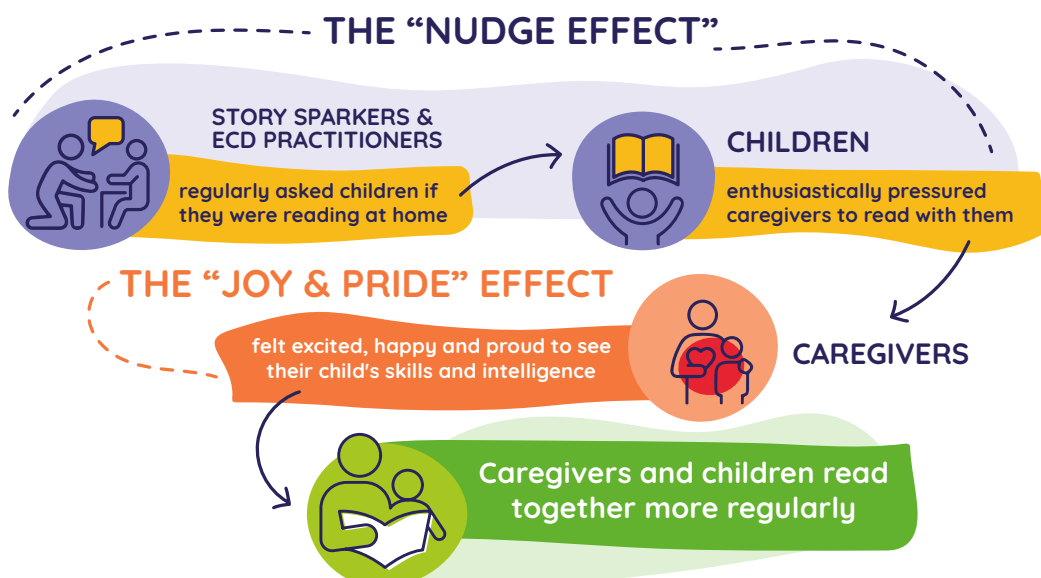 THE “NUDGE EFFECT”
STORY SPARKERS &
ECD PRACTITIONERS
regularly asked children if
they were reading at home
CHILDREN
enthusiastically pressured
caregivers to read with them
THE “JOY & PRIDE” EFFECT
CAREGIVERS
felt excited, happy and proud to see
their child's skills and intelligence
Caregivers and children read
together more regularly